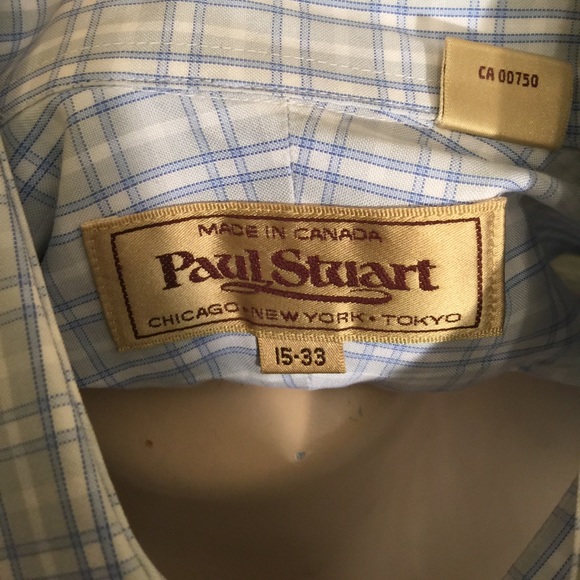 CA 00750
MADE IN CANADA
Paul Stuart
CHICAGO • NEW YORK • TOKYO
15-33